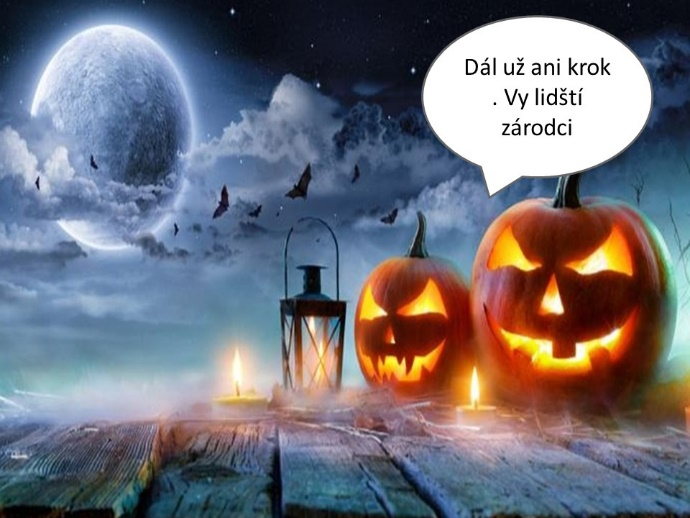 Dál už ani krok
. Vy lidští
zárodci